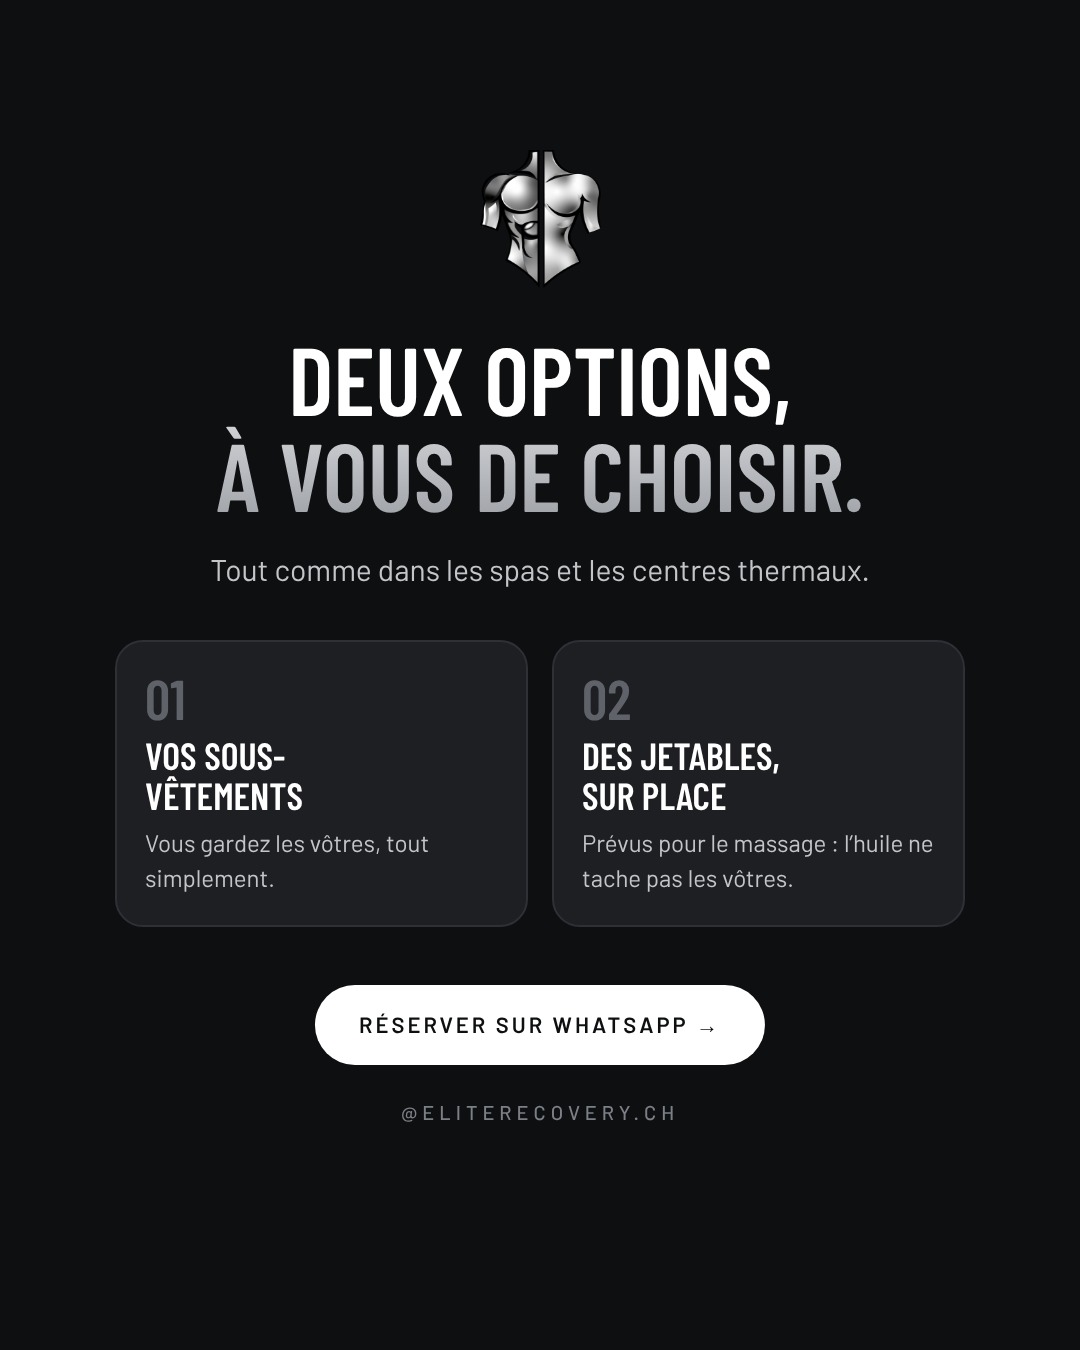 DEUX OPTIONS,
À VOUS DE CHOISIR.
Tout comme dans les spas et les centres thermaux.
01
VOS SOUS-
VÊTEMENTS
Vous gardez les vôtres, tout
simplement.
02
DES JETABLES,
SUR PLACE
Prévus pour le massage : l’huile ne
tache pas les vôtres.
RÉSERVER SUR WHATSAPP →
@ELITERECOVERY.CH